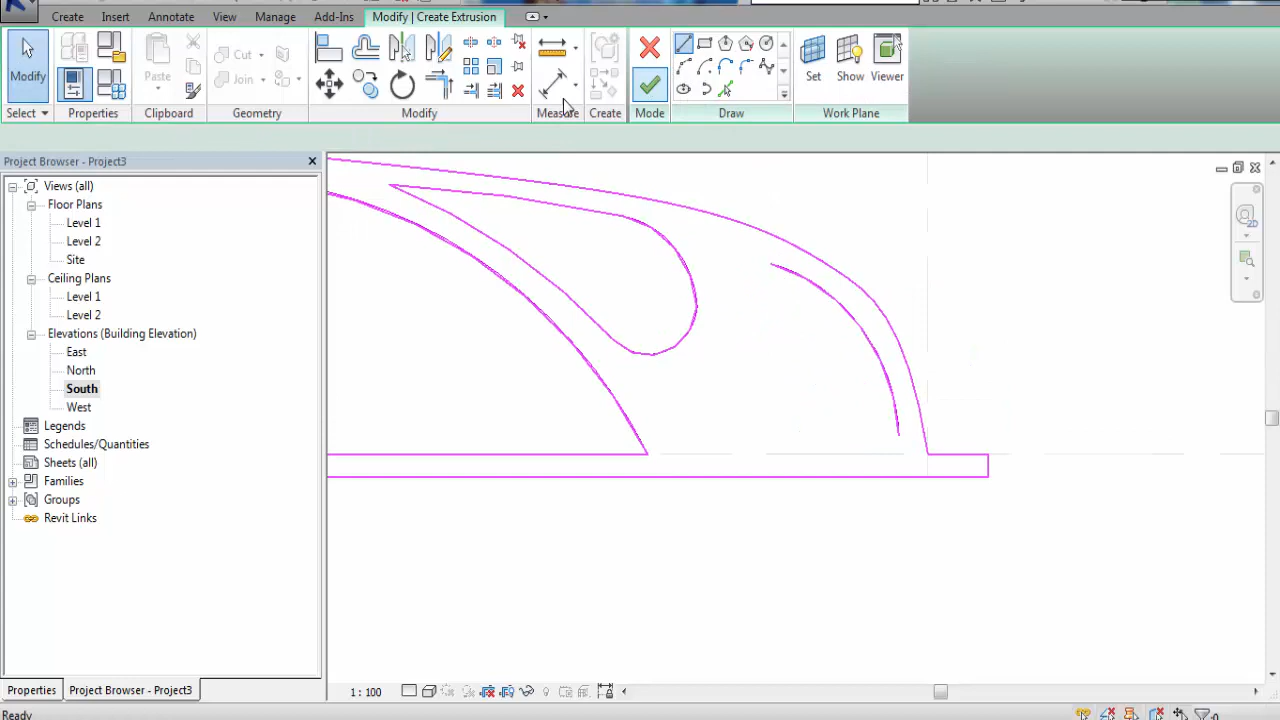 Create Insert Annotate View Manage Add-Ins Modify | Create Extrusion
Modify Paste Cut Join Set Show Viewer
Select Properties Clipboard Geometry Modify Measure Create Mode Draw Work Plane
Project Browser - Project3
Views (all)
Floor Plans
Level 1
Level 2
Site
Ceiling Plans
Level 1
Level 2
Elevations (Building Elevation)
East
North
South
West
Legends
Schedules/Quantities
Sheets (all)
Families
Groups
Revit Links
2D
Properties Project Browser - Project3
1 : 100
Ready
:0